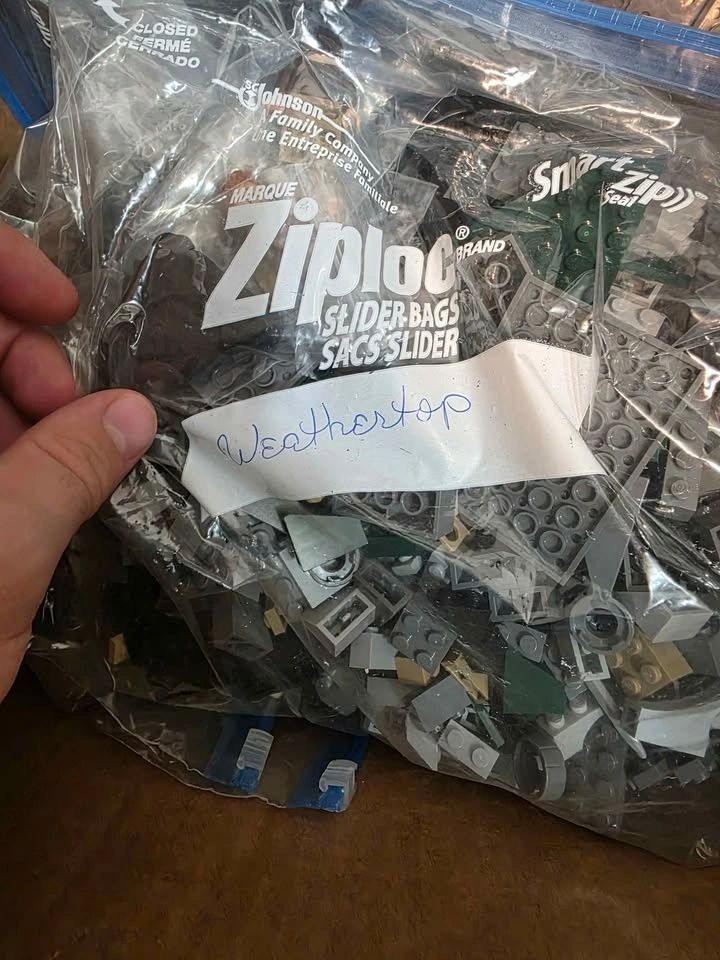 CLOSED
FERMÉ
CERRADO
Johnson
A Family Company
Une Entreprise Familiale
MARQUE
Ziploc® BRAND
SLIDER BAGS
SACS SLIDER
Smart Zip
Seal
Weathertop